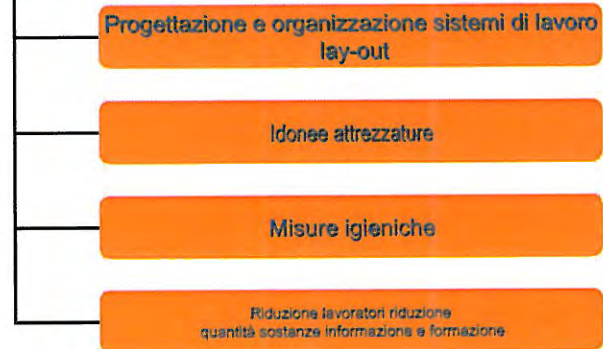 Progettazione e organizzazione sistemi di lavoro
lay-out
Idonee attrezzature
Misure igieniche
Riduzione lavoratori riduzione
quantità sostanze informazione e formazione